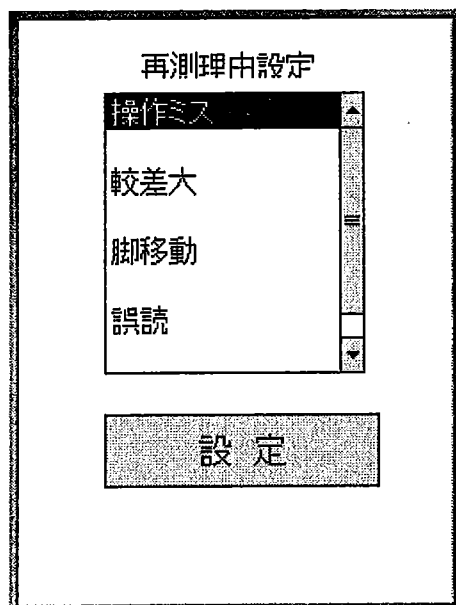 再測理由設定
操作ミス
較差大
脚移動
誤読
設 定